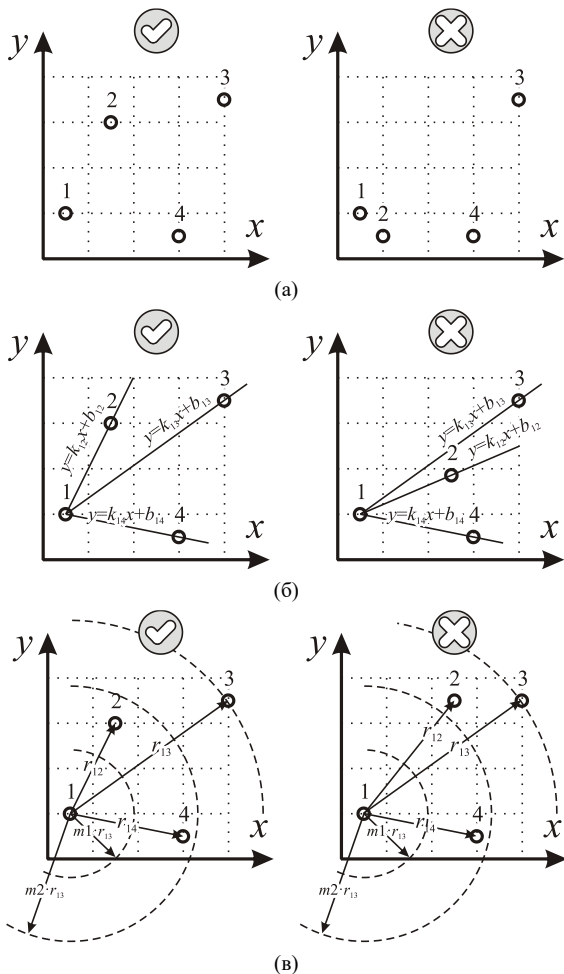 y
y
3
3
2
1
4
1
2
4
x
x
(а)
y
y
2
3
3
y=k12x+b12
y=k13x+b13
y=k13x+b13
y=k12x+b12
2
1
y=k14x+b14
4
x
1
y=k14x+b14
4
x
(б)
y
y
2
3
2
3
r12
r13
r12
r13
1
4
x
1
4
x
r14
r14
m1·r13
m1·r13
m2·r13
m2·r13
(в)